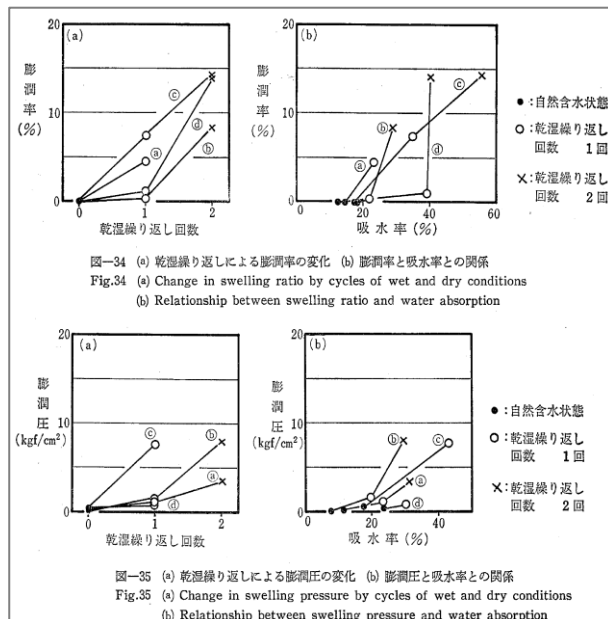 (a)
(b)
20
20
膨潤率(%)
膨潤率(%)
10
10
0
0
0 1 2
0 20 40 60
ⓒ
ⓐ
ⓓ
ⓑ
ⓐ
ⓑ
ⓒ
ⓓ
乾湿繰り返し回数
吸水率(%)
●:自然含水状態
○:乾湿繰り返し
回数 1回
×:乾湿繰り返し
回数 2回
図―34 (a) 乾湿繰り返しによる膨潤率の変化 (b) 膨潤率と吸水率との関係
Fig.34 (a) Change in swelling ratio by cycles of wet and dry conditions
(b) Relationship between swelling ratio and water absorption
(a)
(b)
20
20
膨潤圧(kgf/cm²)
膨潤圧(kgf/cm²)
10
10
0
0
0 1 2
0 20 40 60
ⓒ
ⓑ
ⓐ
ⓓ
ⓑ
ⓒ
ⓐ
ⓓ
乾湿繰り返し回数
吸水率(%)
●:自然含水状態
○:乾湿繰り返し
回数 1回
×:乾湿繰り返し
回数 2回
図―35 (a) 乾湿繰り返しによる膨潤圧の変化 (b) 膨潤圧と吸水率との関係
Fig.35 (a) Change in swelling pressure by cycles of wet and dry conditions
(b) Relationship between swelling pressure and water absorption